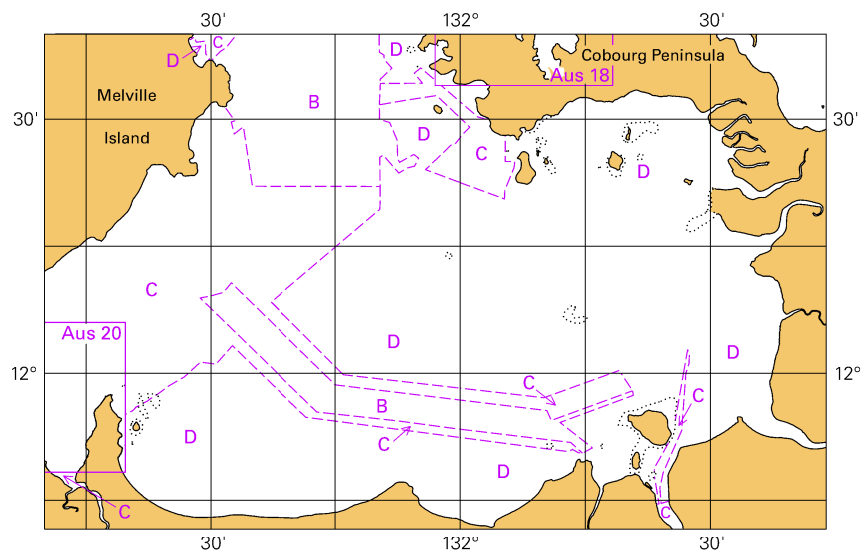 30' 132° 30'
D C D Cobourg Peninsula
Aus 18
Melville B
30' Island D C 30'
D
C
Aus 20 D D
12° C 12°
B C
D C
D
C C
30' 132° 30'